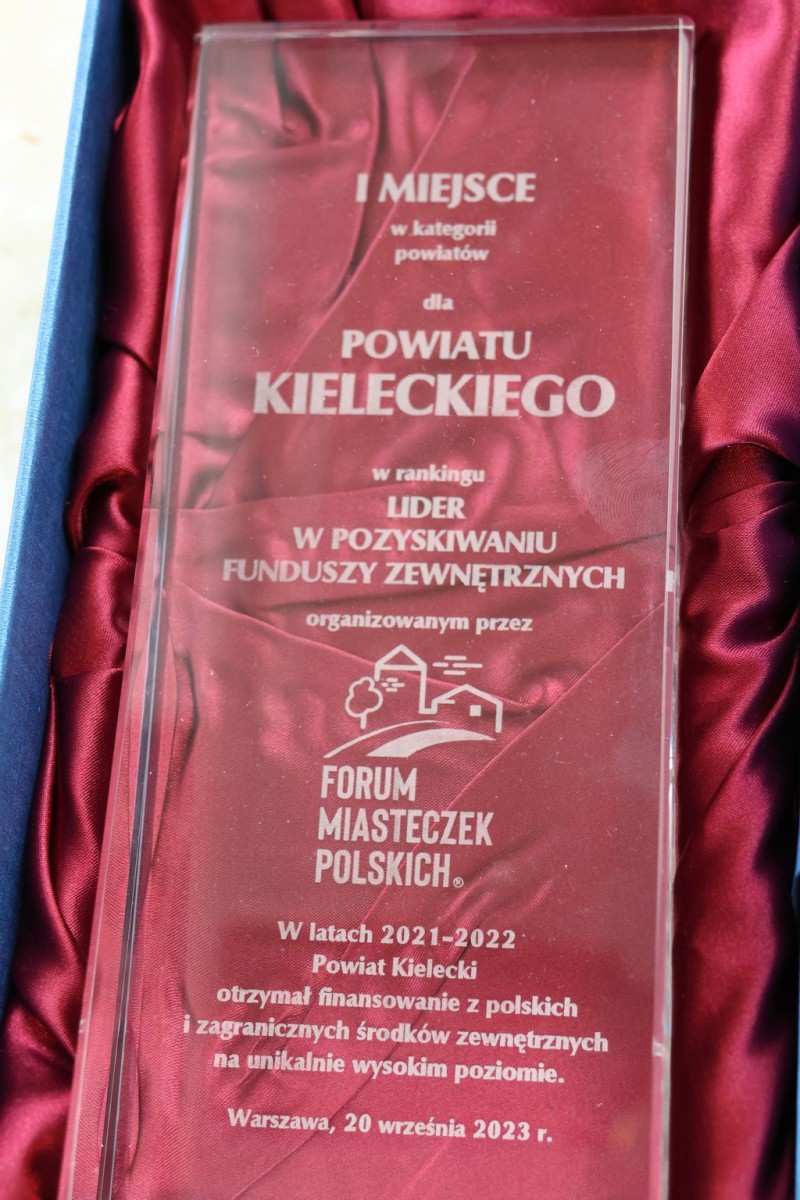 I MIEJSCE
w kategorii
powiatów
dla
POWIATU
KIELECKIEGO
w rankingu
LIDER
W POZYSKIWANIU
FUNDUSZY ZEWNĘTRZNYCH
organizowanym przez
FORUM
MIASTECZEK
POLSKICH®
W latach 2021-2022
Powiat Kielecki
otrzymał finansowanie z polskich
i zagranicznych środków zewnętrznych
na unikalnie wysokim poziomie.
Warszawa, 20 września 2023 r.